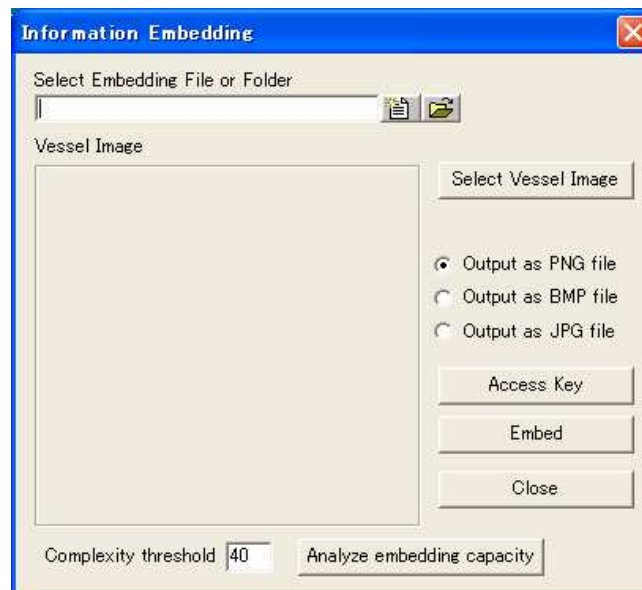 Information Embedding
Select Embedding File or Folder
Vessel Image
Select Vessel Image
Output as PNG file
Output as BMP file
Output as JPG file
Access Key
Embed
Close
Complexity threshold 40 Analyze embedding capacity